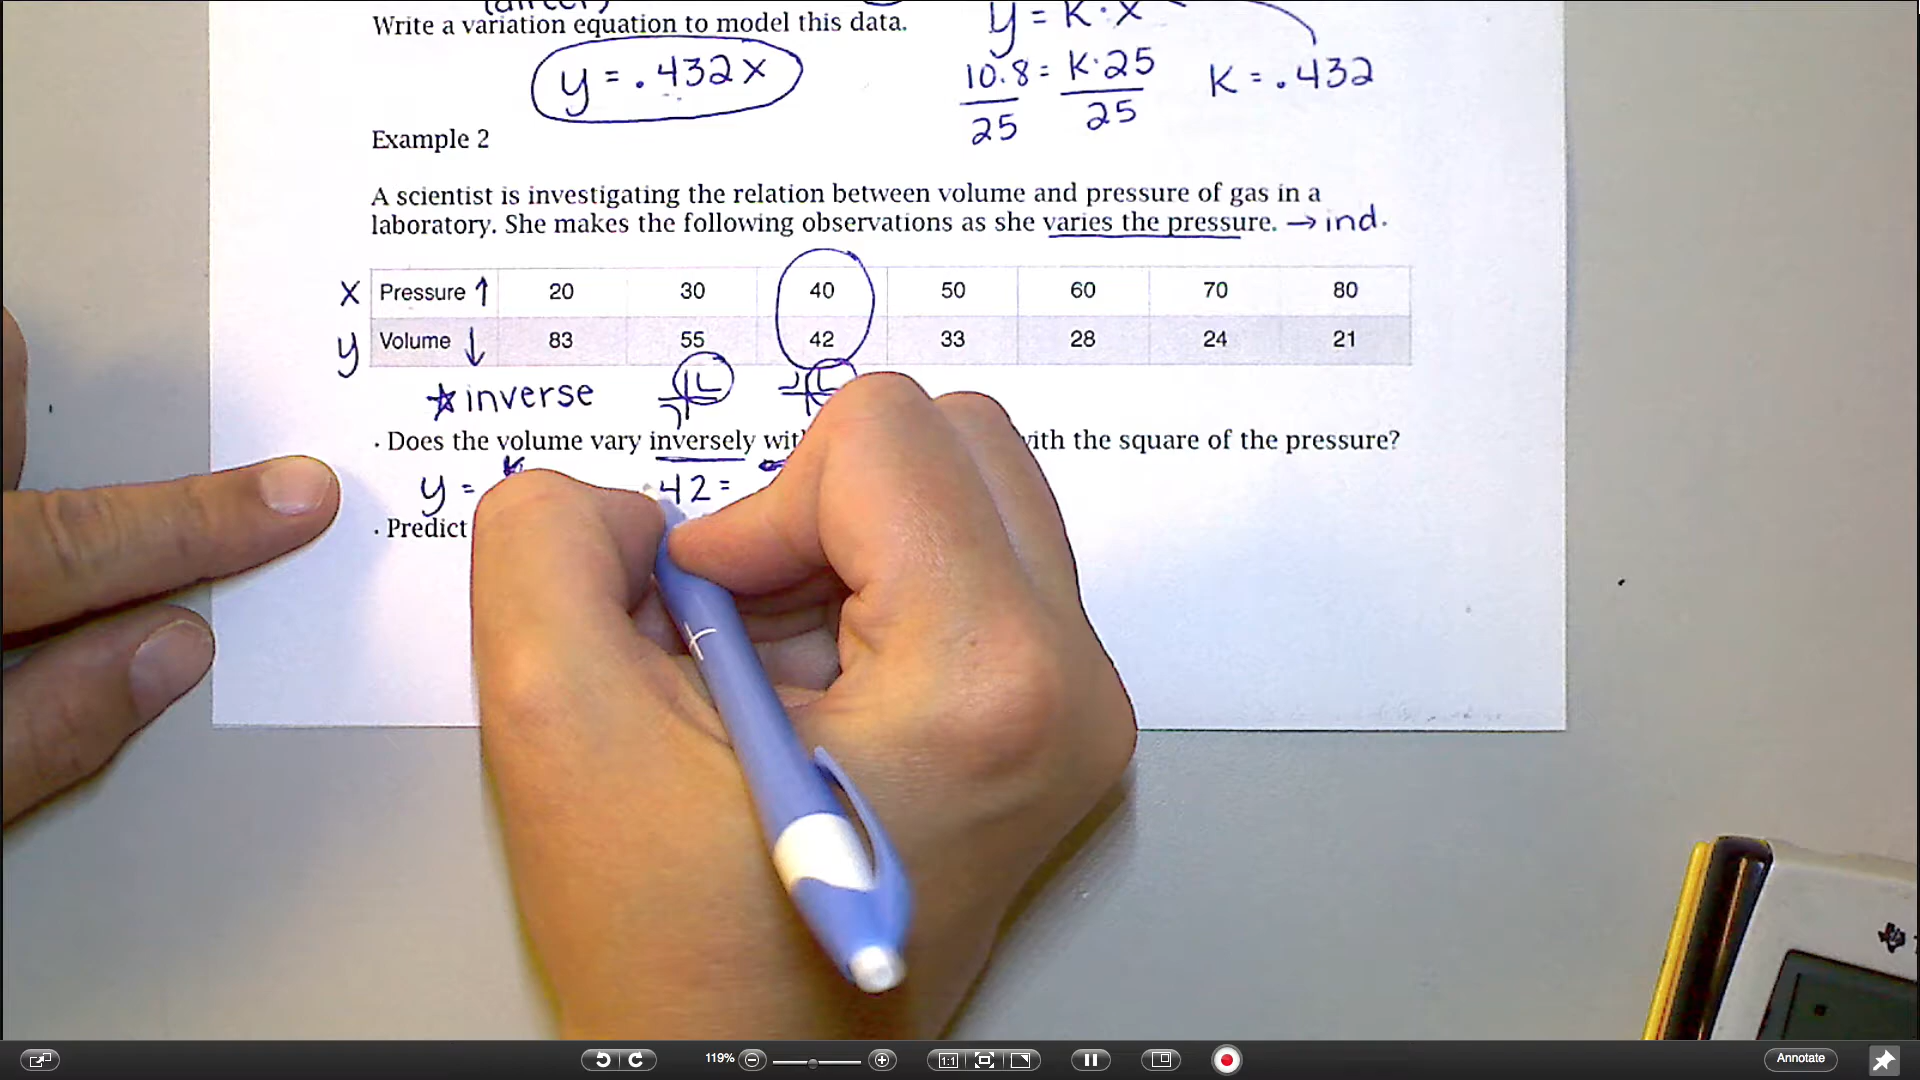 Write a variation equation to model this data.
y = K · x
y = .432x
10.8 = K·25
25 25
K = .432
Example 2
A scientist is investigating the relation between volume and pressure of gas in a
laboratory. She makes the following observations as she varies the pressure. → ind.
x Pressure ↑ 20 30 40 50 60 70 80
y Volume ↓ 83 55 42 33 28 24 21
☆ inverse
· Does the volume vary inversely with the square of the pressure?
y = 42 =
· Predict
119%
1:1
Annotate